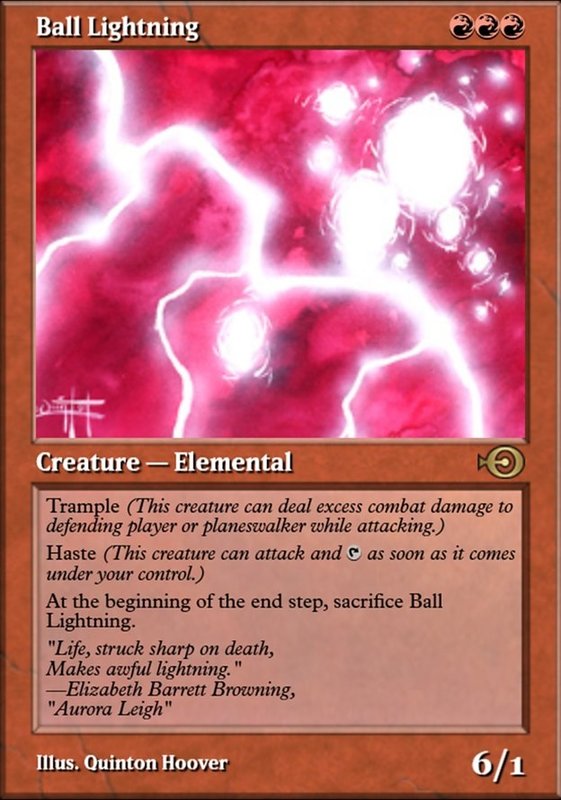 Ball Lightning
Creature — Elemental
Trample (This creature can deal excess combat damage to
defending player or planeswalker while attacking.)
Haste (This creature can attack and as soon as it comes
under your control.)
At the beginning of the end step, sacrifice Ball
Lightning.
"Life, struck sharp on death,
Makes awful lightning."
—Elizabeth Barrett Browning,
"Aurora Leigh"
Illus. Quinton Hoover
6/1